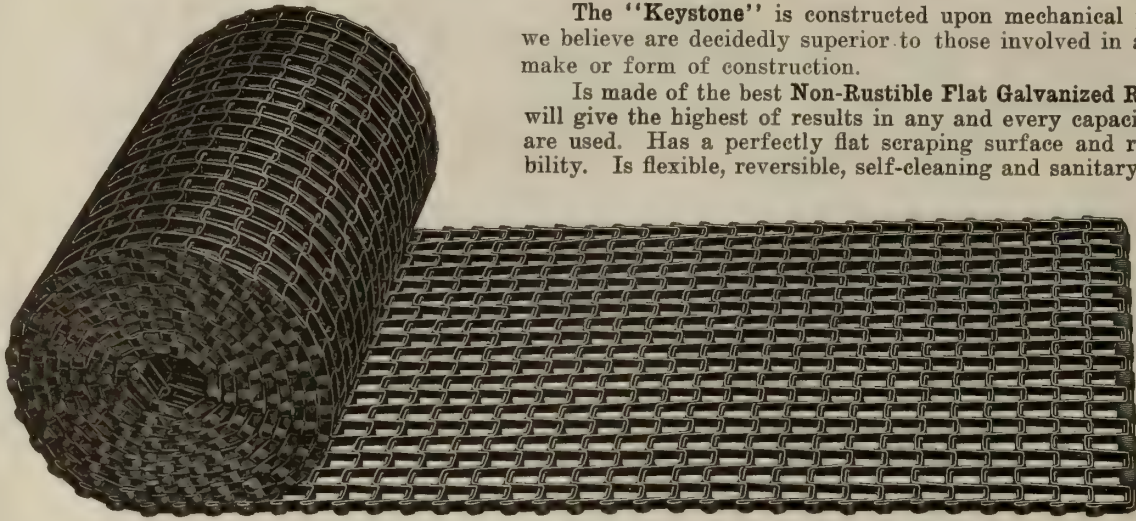 The "Keystone" is constructed upon mechanical
we believe are decidedly superior to those involved in a
make or form of construction.
Is made of the best Non-Rustible Flat Galvanized R
will give the highest of results in any and every capaci
are used. Has a perfectly flat scraping surface and r
bility. Is flexible, reversible, self-cleaning and sanitary